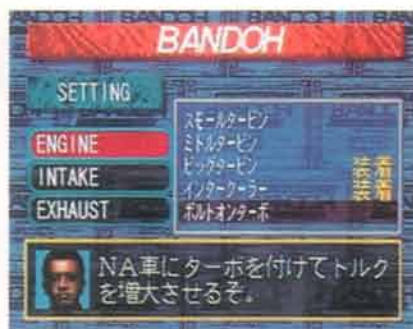 BANDOH
SETTING
ENGINE
INTAKE
EXHAUST
スモールタービン
ミドルタービン
ビッグタービン 装着
インタークーラー 装着
ボルトオンターボ
NA車にターボを付けてトルク
を増大させるぞ。